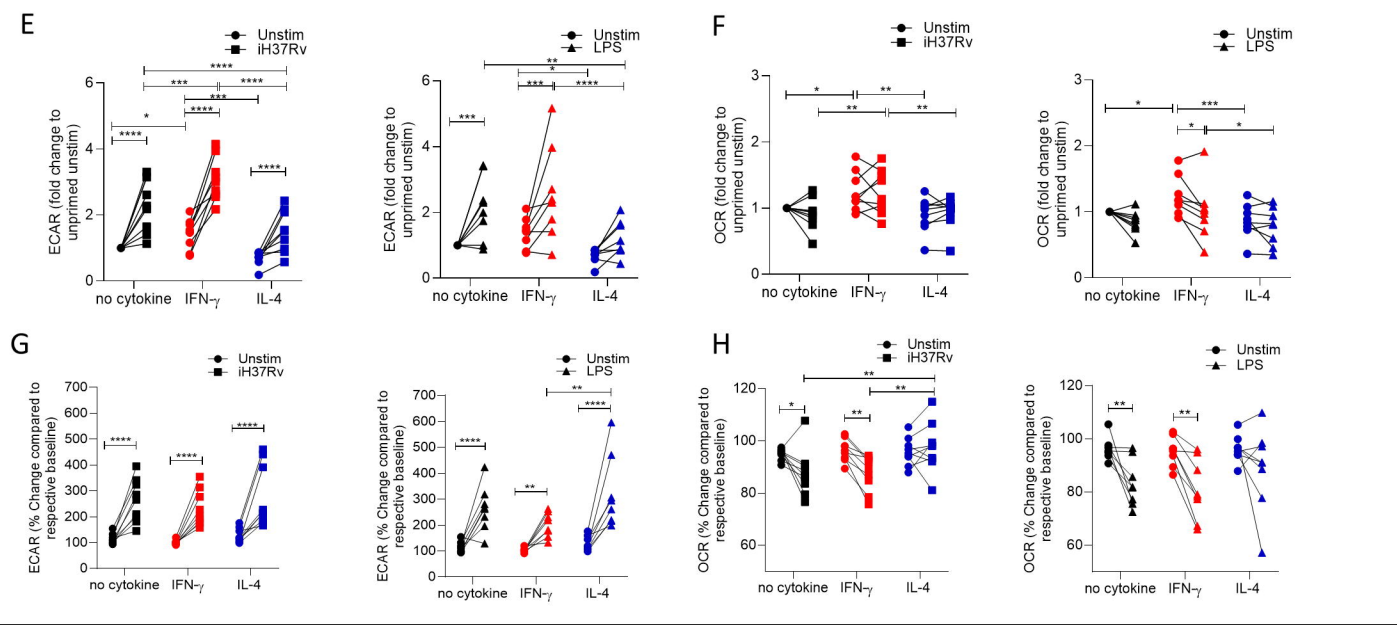 E
Unstim
iH37Rv
ECAR (fold change to
unprimed unstim)
6
4
2
0
****
***
****
***
****
*
****
****
no cytokine
IFN-γ
IL-4
Unstim
LPS
ECAR (fold change to
unprimed unstim)
6
4
2
0
**
*
***
****
***
no cytokine
IFN-γ
IL-4
F
Unstim
iH37Rv
OCR (fold change to
unprimed unstim)
3
2
1
0
*
**
**
**
no cytokine
IFN-γ
IL-4
Unstim
LPS
OCR (fold change to
unprimed unstim)
3
2
1
0
*
***
*
*
no cytokine
IFN-γ
IL-4
G
Unstim
iH37Rv
ECAR (% Change compared to
respective baseline)
700
600
500
400
300
200
100
0
****
****
****
no cytokine
IFN-γ
IL-4
Unstim
LPS
ECAR (% Change compared to
respective baseline)
700
600
500
400
300
200
100
0
**
****
****
**
no cytokine
IFN-γ
IL-4
H
Unstim
iH37Rv
OCR (% Change compared to
respective baseline)
120
100
80
60
**
**
*
**
no cytokine
IFN-γ
IL-4
Unstim
LPS
OCR (% Change compared to
respective baseline)
120
100
80
60
**
**
no cytokine
IFN-γ
IL-4